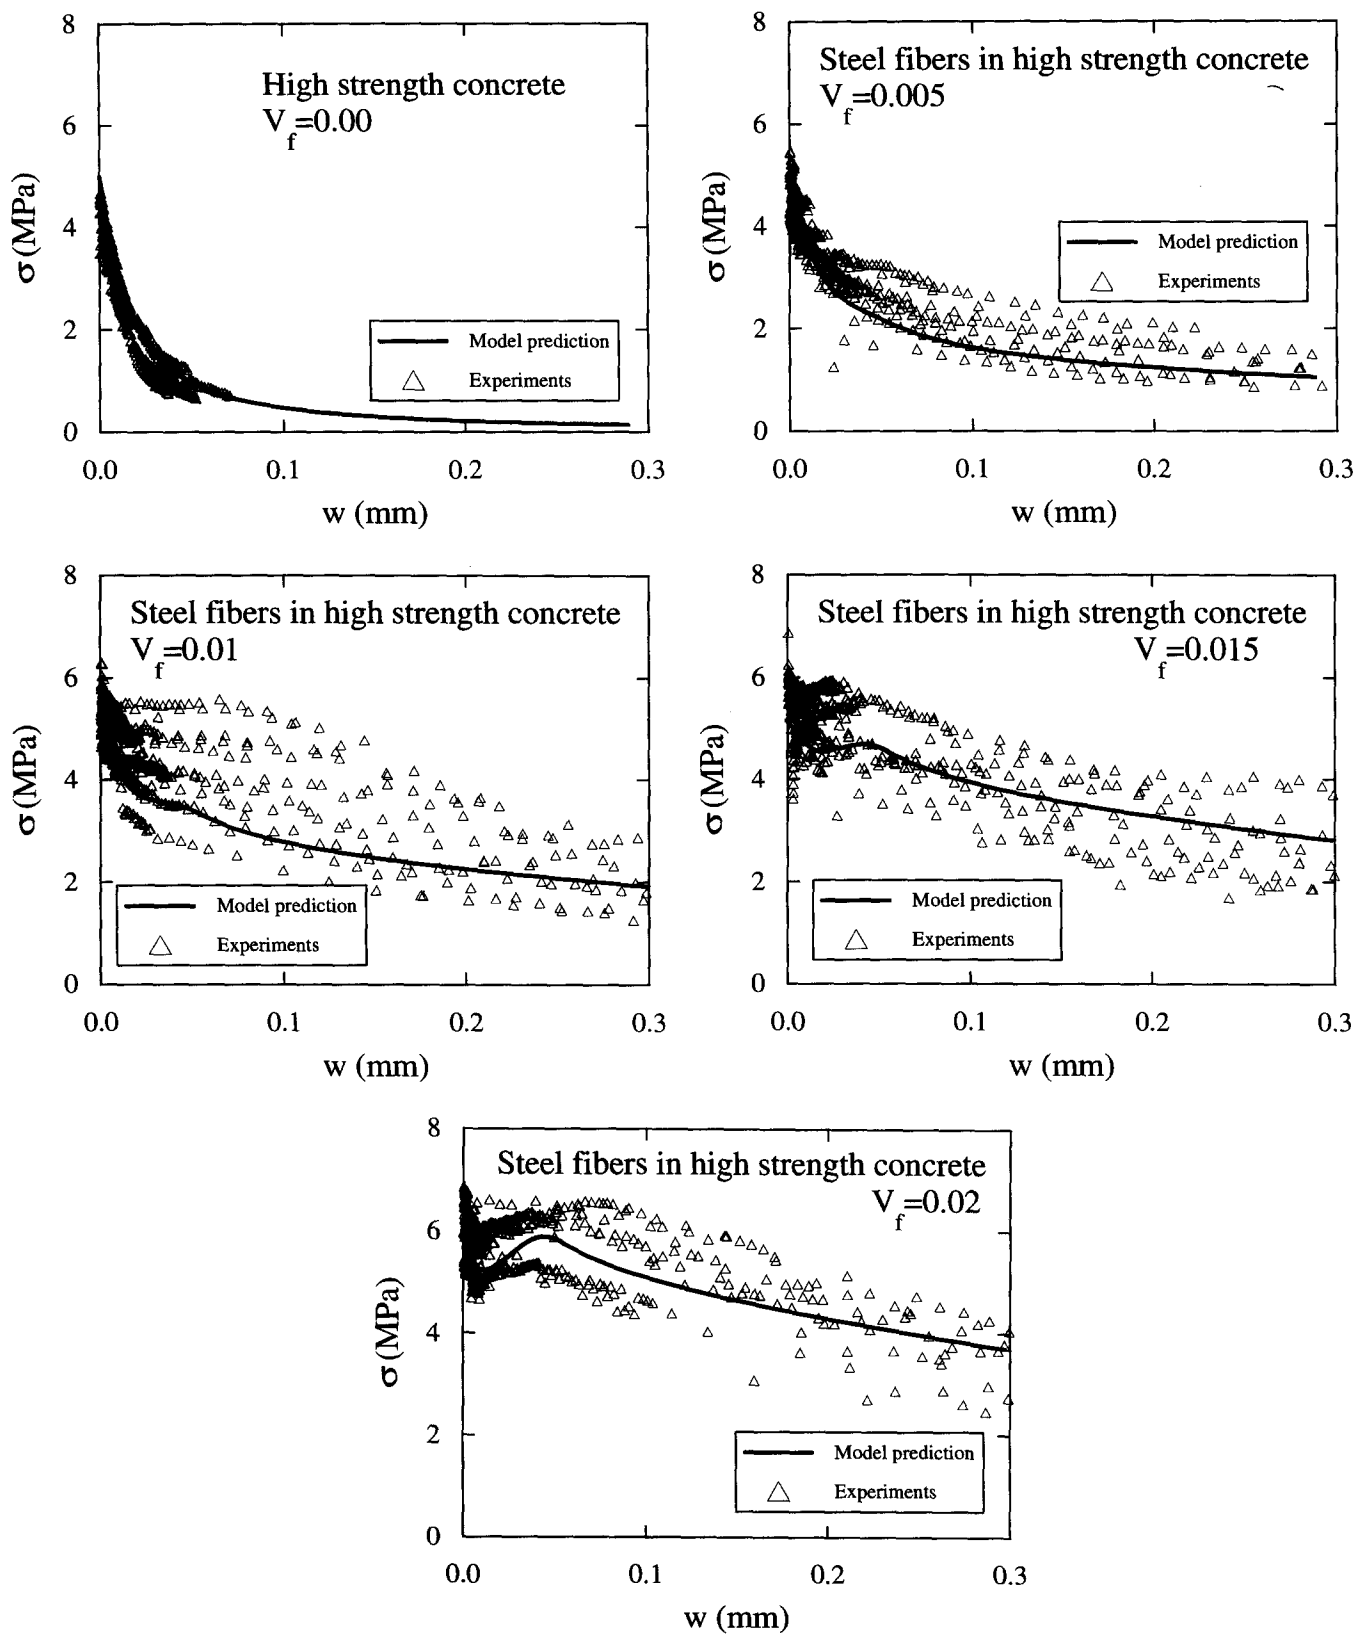 8
High strength concrete
V_f=0.00
6
σ (MPa)
4
Model prediction
2
Experiments
0
0.0 0.1 0.2 0.3
w (mm)
8
Steel fibers in high strength concrete
V_f=0.005
6
σ (MPa)
4
Model prediction
Experiments
2
0
0.0 0.1 0.2 0.3
w (mm)
8
Steel fibers in high strength concrete
V_f=0.01
6
σ (MPa)
4
2
Model prediction
Experiments
0
0.0 0.1 0.2 0.3
w (mm)
8
Steel fibers in high strength concrete
V_f=0.015
6
σ (MPa)
4
2
Model prediction
Experiments
0
0.0 0.1 0.2 0.3
w (mm)
8
Steel fibers in high strength concrete
V_f=0.02
6
σ (MPa)
4
2
Model prediction
Experiments
0
0.0 0.1 0.2 0.3
w (mm)